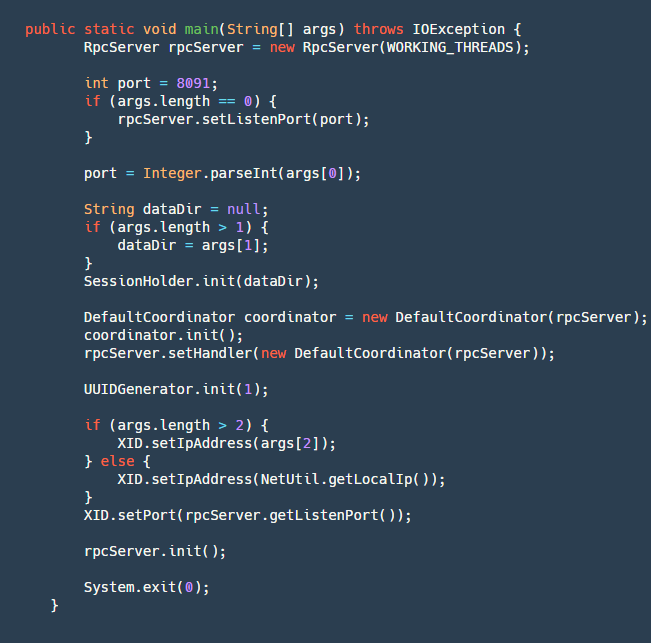 public static void main(String[] args) throws IOException {
RpcServer rpcServer = new RpcServer(WORKING_THREADS);
int port = 8091;
if (args.length == 0) {
rpcServer.setListenPort(port);
}
port = Integer.parseInt(args[0]);
String dataDir = null;
if (args.length > 1) {
dataDir = args[1];
}
SessionHolder.init(dataDir);
DefaultCoordinator coordinator = new DefaultCoordinator(rpcServer);
coordinator.init();
rpcServer.setHandler(new DefaultCoordinator(rpcServer));
UUIDGenerator.init(1);
if (args.length > 2) {
XID.setIpAddress(args[2]);
} else {
XID.setIpAddress(NetUtil.getLocalIp());
}
XID.setPort(rpcServer.getListenPort());
rpcServer.init();
System.exit(0);
}